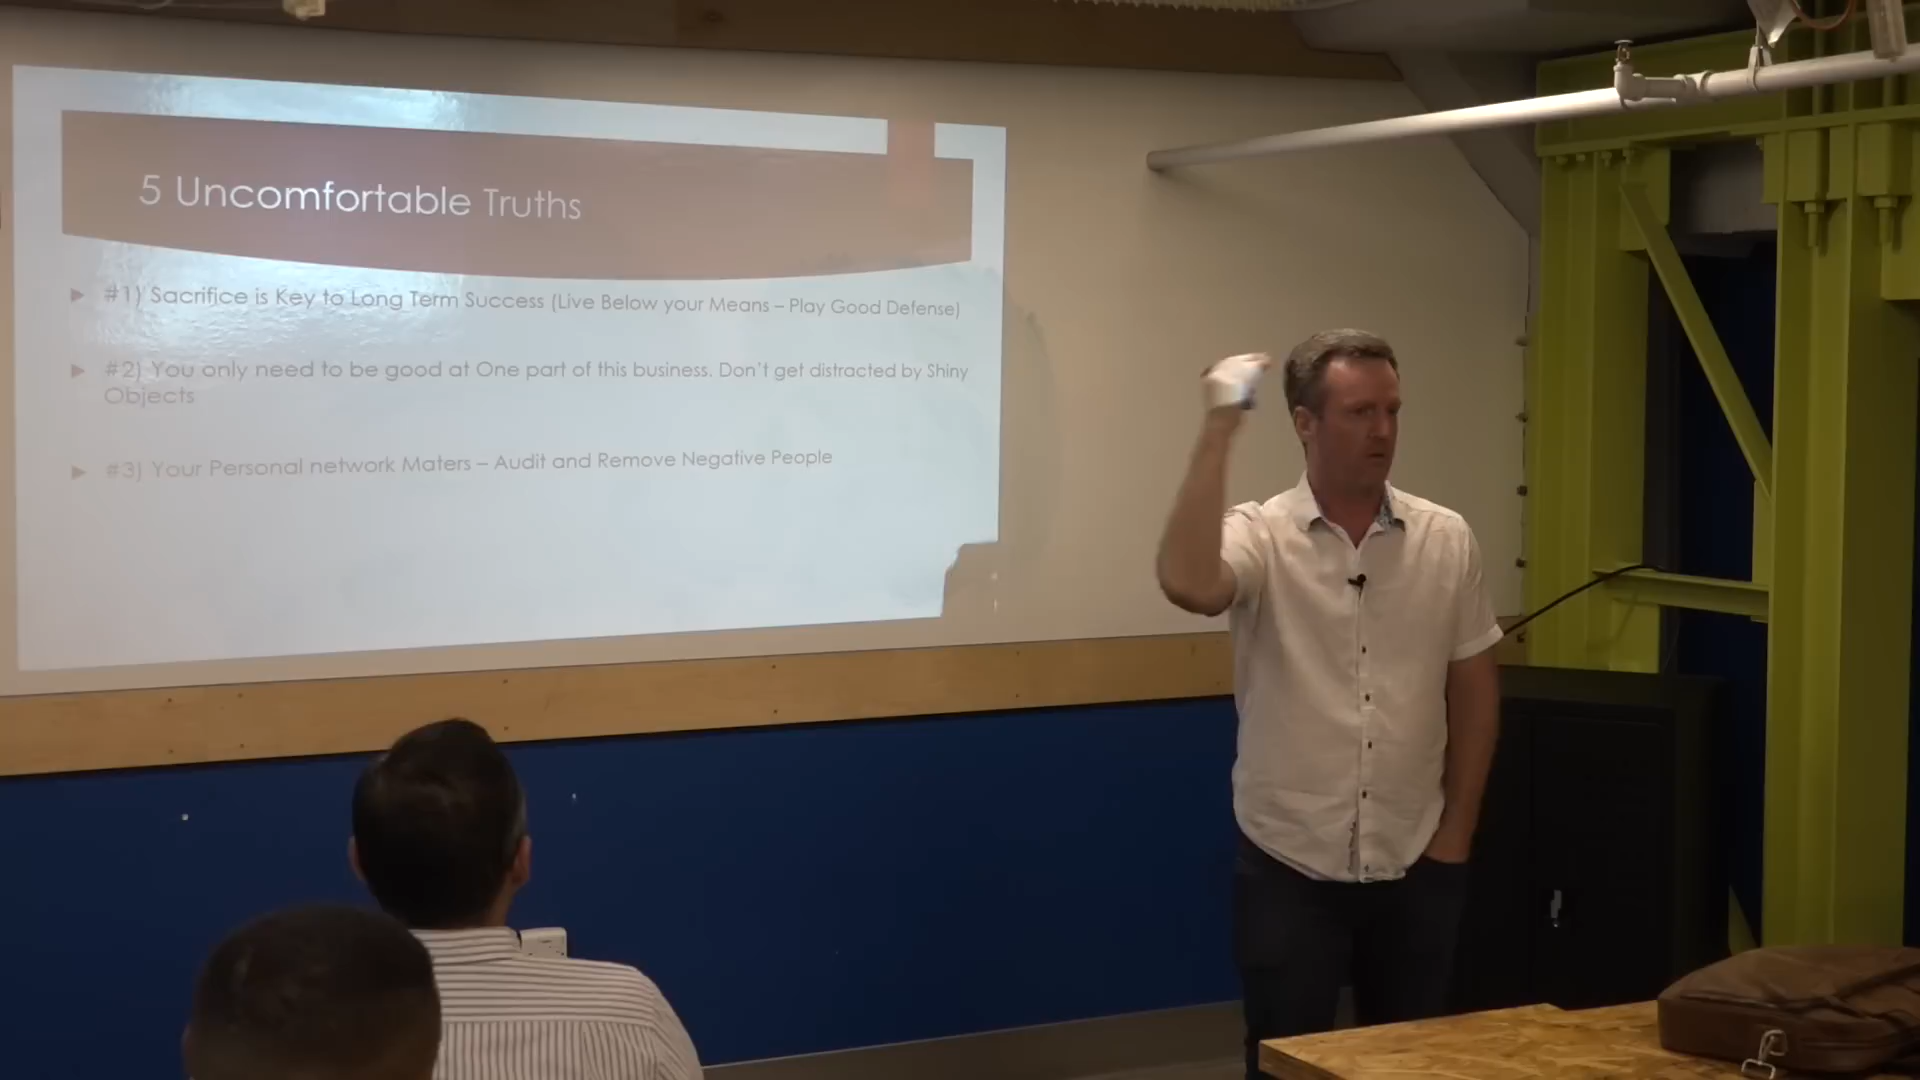 5 Uncomfortable Truths
#1) Sacrifice is Key to Long Term Success (Live Below your Means – Play Good Defense)
#2) You only need to be good at One part of this business. Don't get distracted by Shiny
Objects
#3) Your Personal network Maters – Audit and Remove Negative People